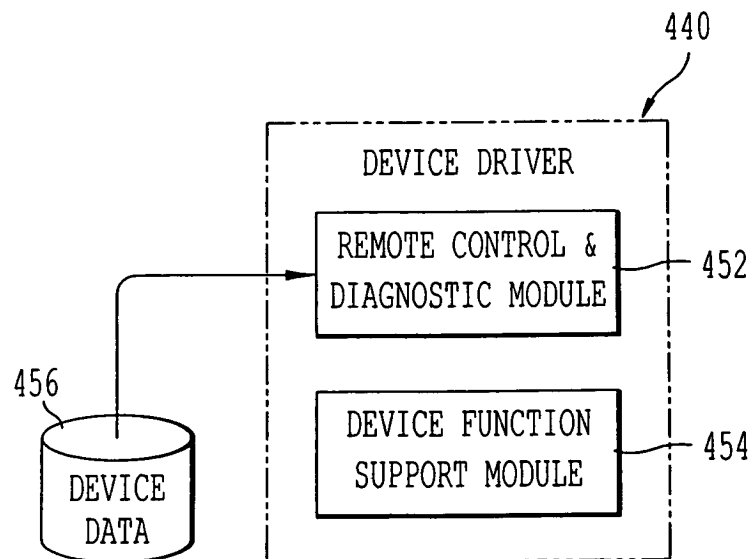 440
DEVICE DRIVER
REMOTE CONTROL &
DIAGNOSTIC MODULE
452
456
DEVICE FUNCTION
SUPPORT MODULE
454
DEVICE
DATA